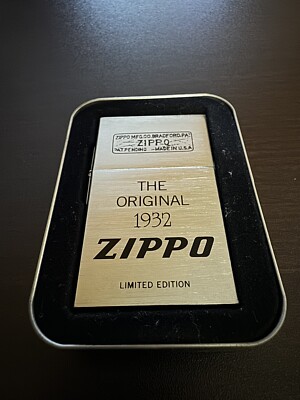 ZIPPO MFG.CO.BRADFORD,PA.
ZIPPO
PAT.PENDING MADE IN U.S.A.
THE
ORIGINAL
1932
ZIPPO
LIMITED EDITION